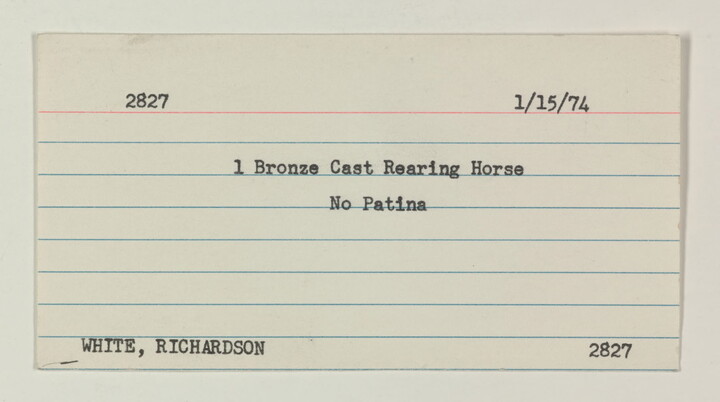 2827 1/15/74
1 Bronze Cast Rearing Horse
No Patina
WHITE, RICHARDSON 2827